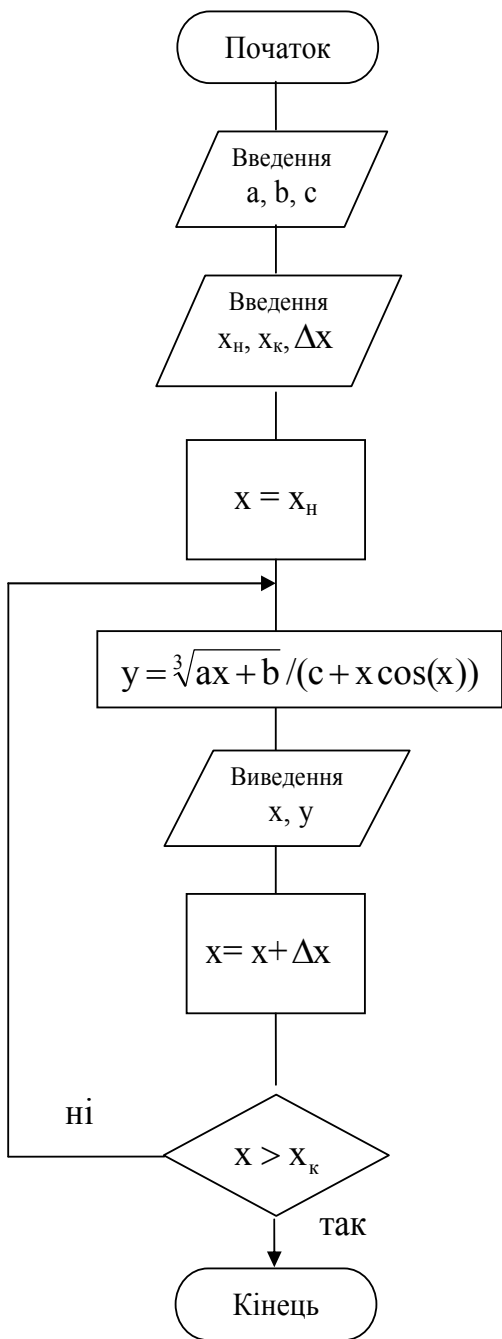 Початок
Введення
a, b, c
Введення
xн, xк, Δx
x = xн
y = ∛ax + b /(c + x cos(x))
Виведення
x, y
x= x+ Δx
ні
x > xк
так
Кінець